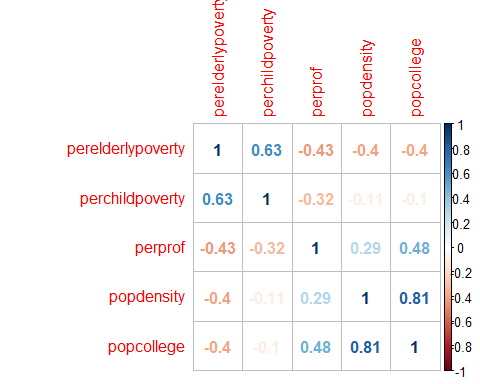 perelderlypoverty
perchildpoverty
perprof
popdensity
popcollege
perelderlypoverty 1 0.63 -0.43 -0.4 -0.4
perchildpoverty 0.63 1 -0.32 -0.11 -0.1
perprof -0.43 -0.32 1 0.29 0.48
popdensity -0.4 -0.11 0.29 1 0.81
popcollege -0.4 -0.1 0.48 0.81 1
1
0.8
0.6
0.4
0.2
0
0.2
0.4
0.6
0.8
-1